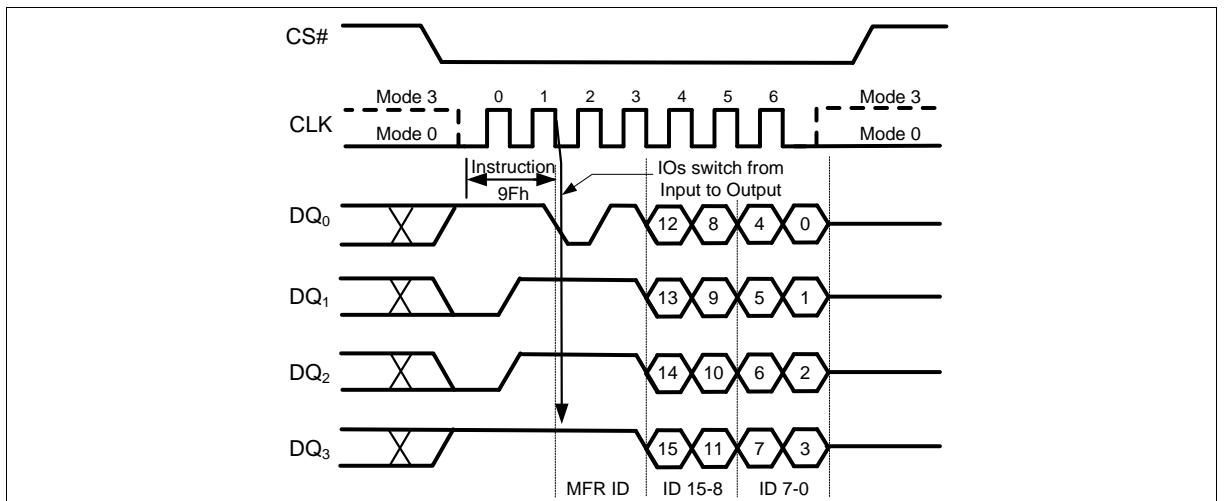 CS#
0 1 2 3 4 5 6
Mode 3 Mode 3
CLK
Mode 0 Mode 0
Instruction
9Fh
IOs switch from
Input to Output
DQ0 12 8 4 0
DQ1 13 9 5 1
DQ2 14 10 6 2
DQ3 15 11 7 3
MFR ID ID 15-8 ID 7-0